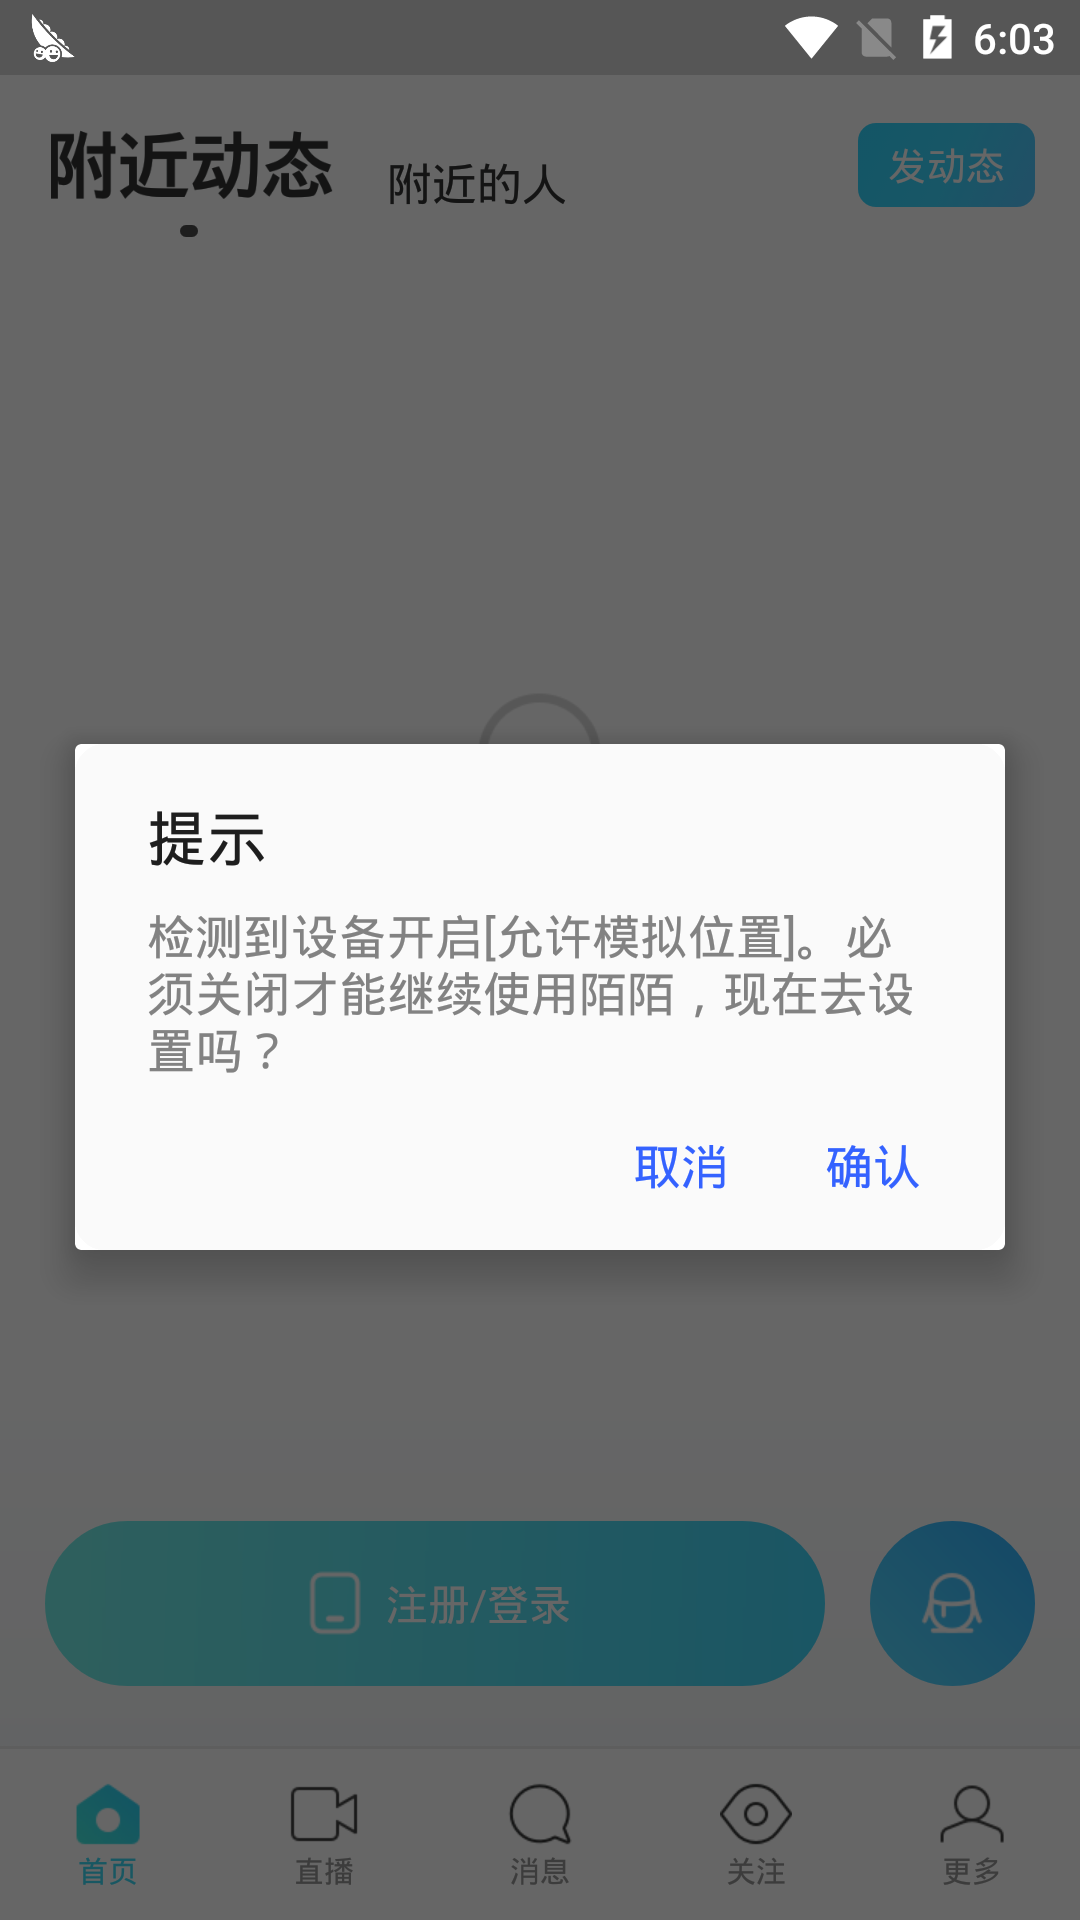 6:03
附近动态
附近的人
发动态
提示
检测到设备开启[允许模拟位置]。必
须关闭才能继续使用陌陌，现在去设
置吗？
取消
确认
注册/登录
首页
直播
消息
关注
更多